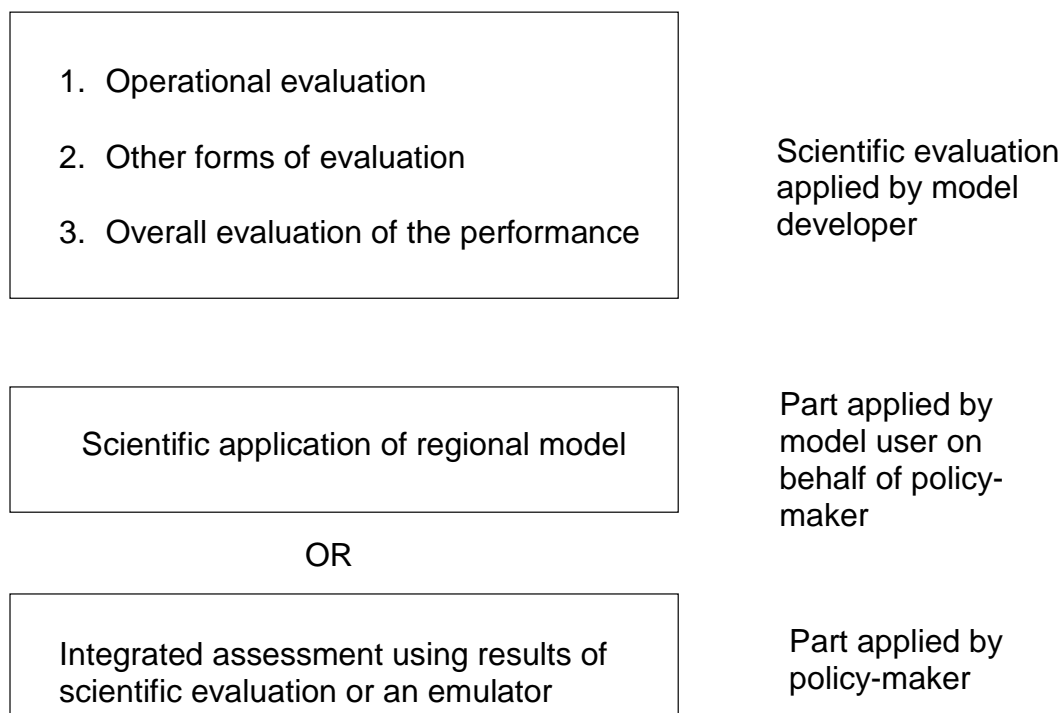 1. Operational evaluation
2. Other forms of evaluation
3. Overall evaluation of the performance
Scientific evaluation
applied by model
developer
Scientific application of regional model
Part applied by
model user on
behalf of policy-
maker
OR
Integrated assessment using results of
scientific evaluation or an emulator
Part applied by
policy-maker